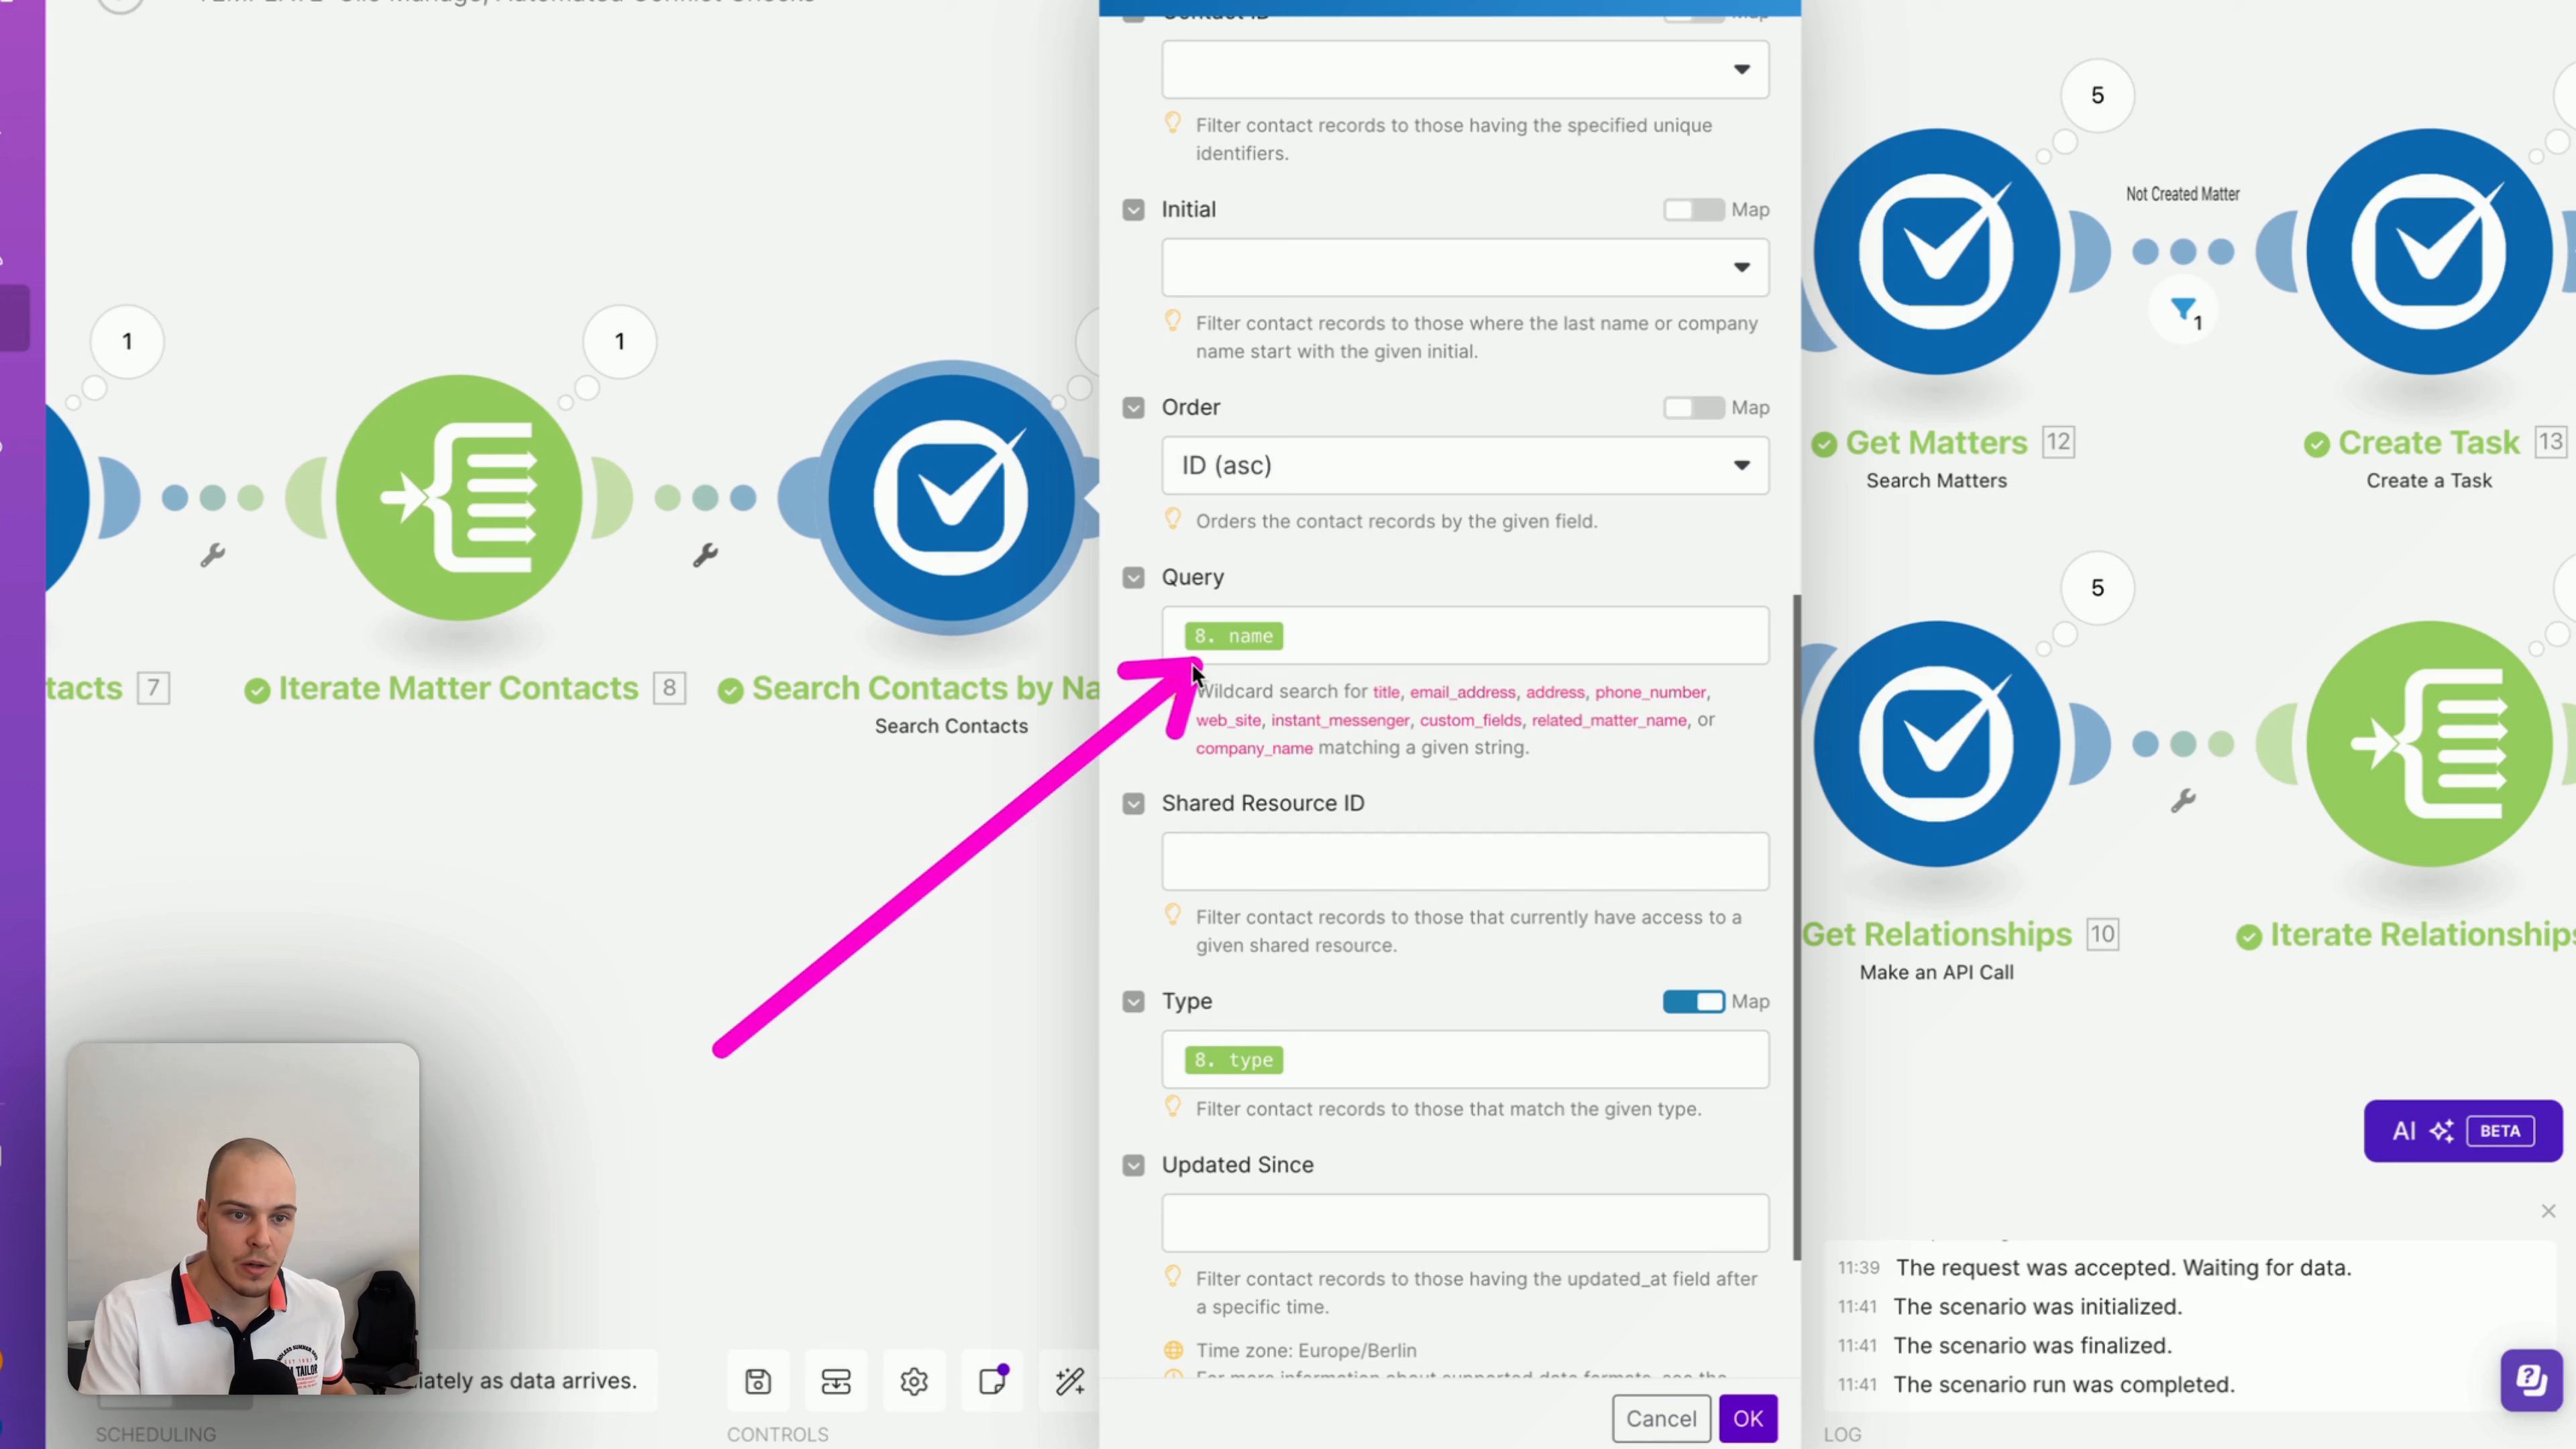 Contact ID
Map
Filter contact records to those having the specified unique
identifiers.
Initial
Map
Filter contact records to those where the last name or company
name start with the given initial.
Order
Map
ID (asc)
Orders the contact records by the given field.
Query
8. name
Wildcard search for title, email_address, address, phone_number,
web_site, instant_messenger, custom_fields, related_matter_name, or
company_name matching a given string.
Shared Resource ID
Filter contact records to those that currently have access to a
given shared resource.
Type
Map
8. type
Filter contact records to those that match the given type.
Updated Since
Filter contact records to those having the updated_at field after
a specific time.
Time zone: Europe/Berlin
Cancel
OK
1
1
tacts 7
Iterate Matter Contacts 8
Search Contacts by Na
Search Contacts
5
Not Created Matter
1
Get Matters 12
Search Matters
Create Task 13
Create a Task
5
Get Relationships 10
Make an API Call
Iterate Relationships
AI BETA
11:39 The request was accepted. Waiting for data.
11:41 The scenario was initialized.
11:41 The scenario was finalized.
11:41 The scenario run was completed.
LOG
iately as data arrives.
SCHEDULING
CONTROLS